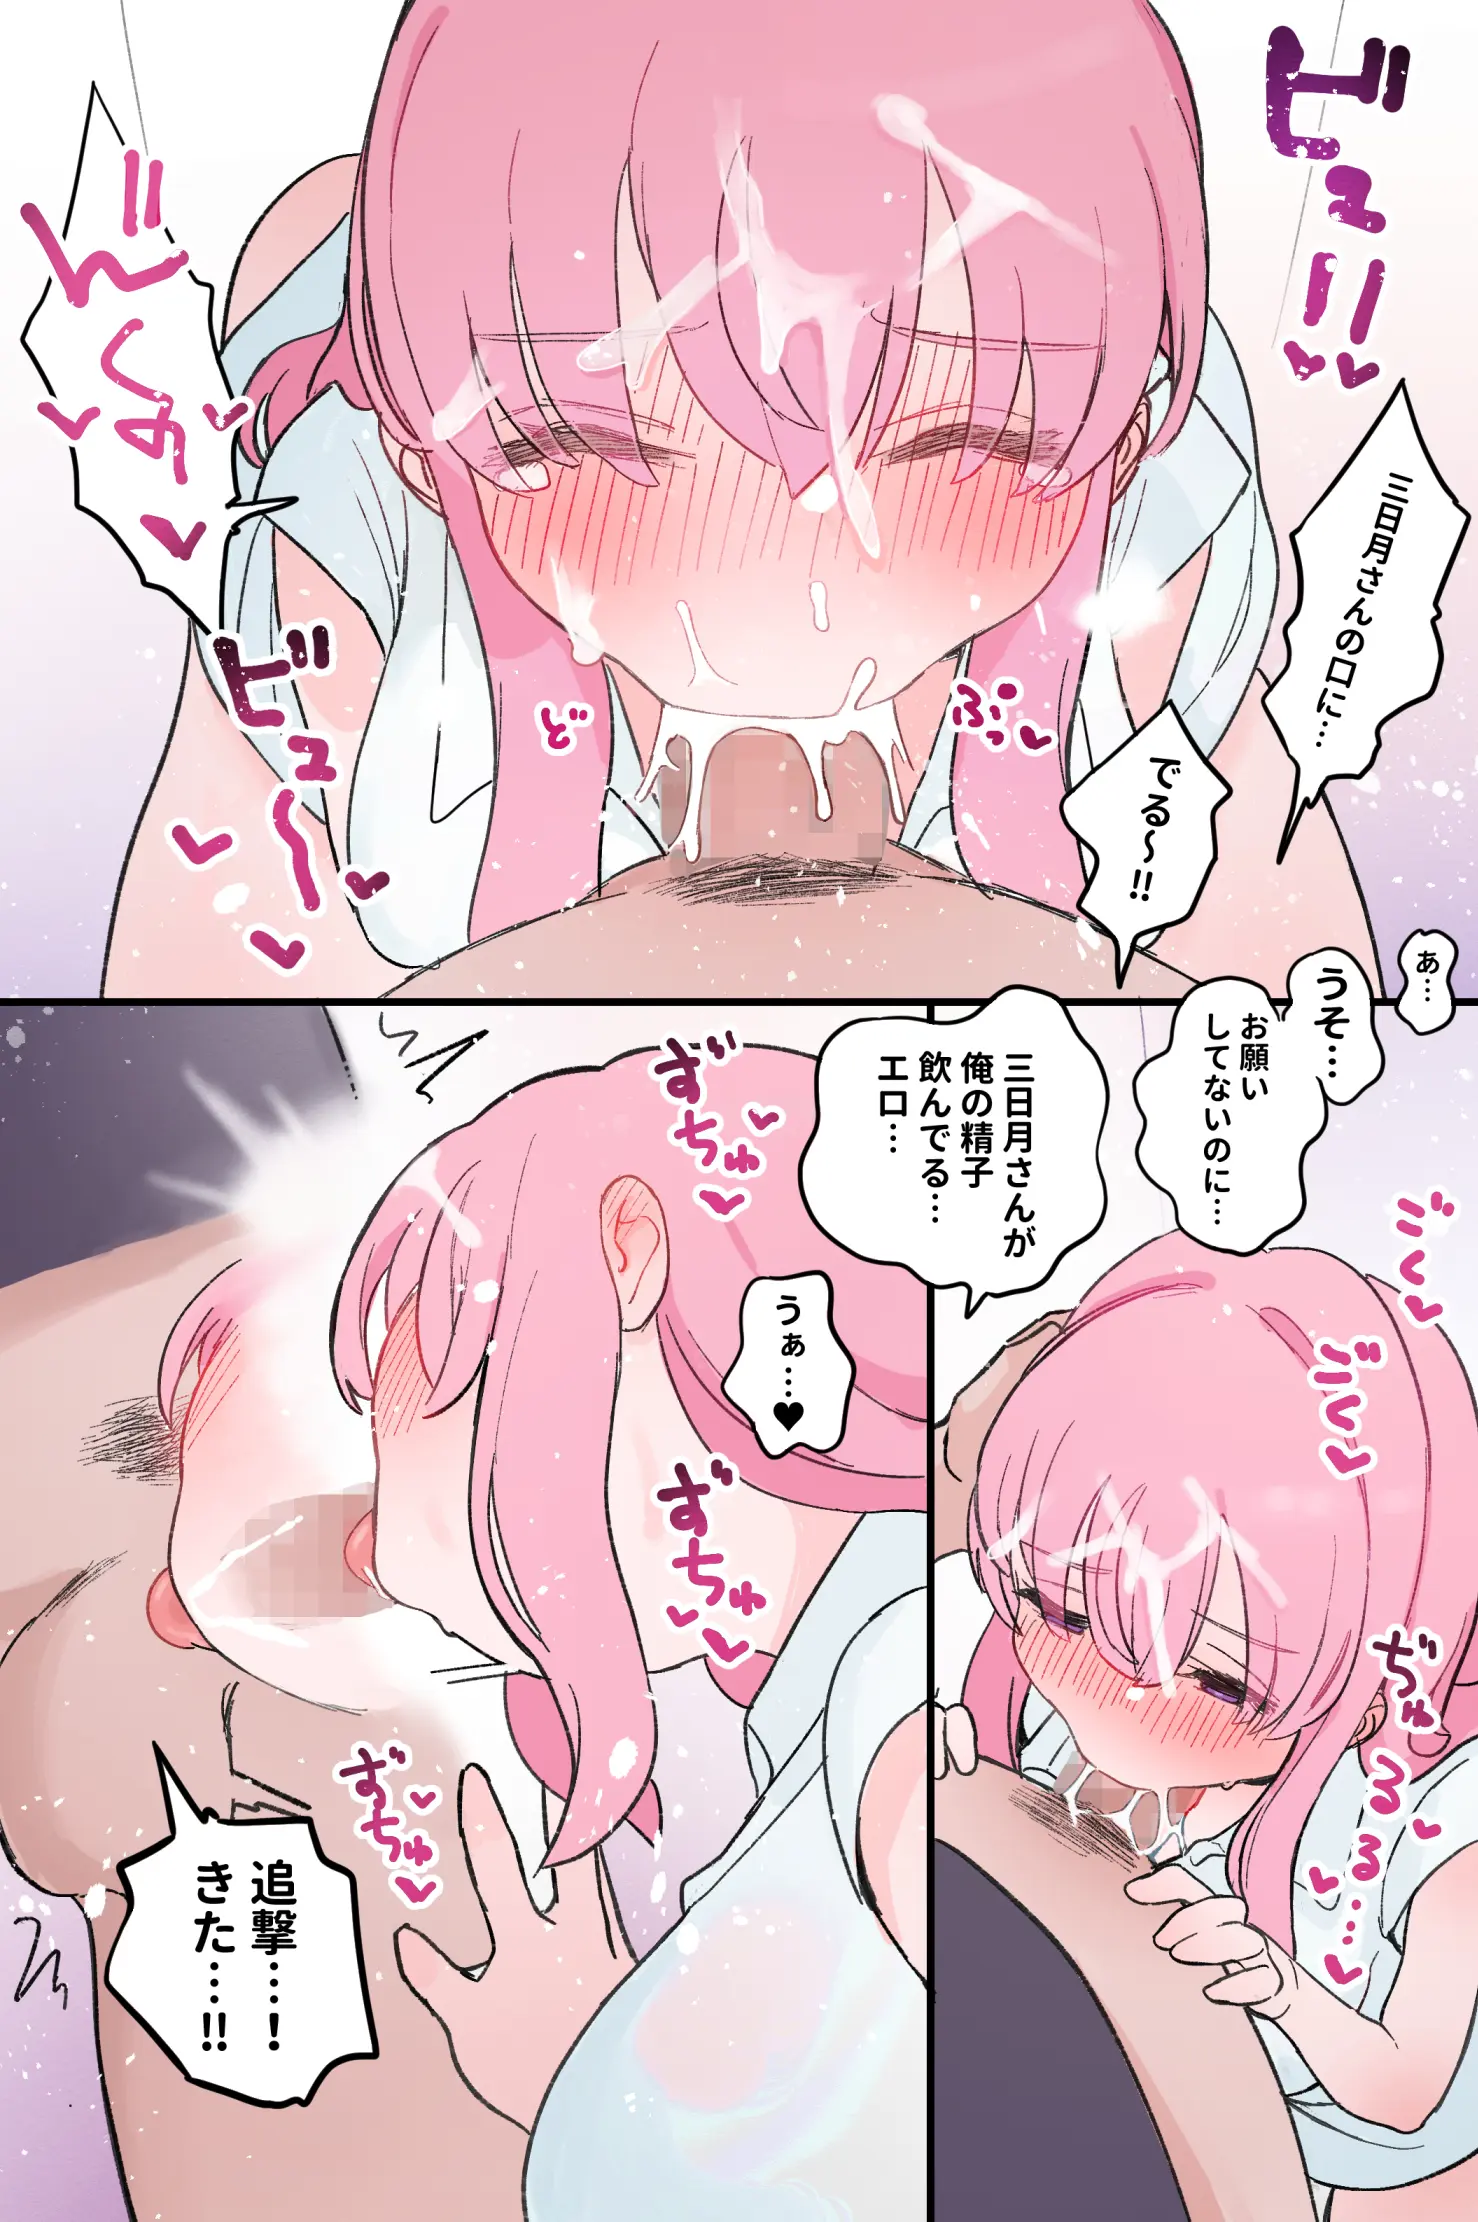 三日月さんの口に…
でる～!!
ビュ
ーー
んぐの
ビュ～
どぷっ
あ…
うそ…
お願い
してないのに…
三日月さんが
俺の精子
飲んでる…
エロ…
ごく
ごく
ぢゅ
るる…
ずちゅ
うぁ…♥
ずちゅ
ずちゅ
追撃…！
きた…!!